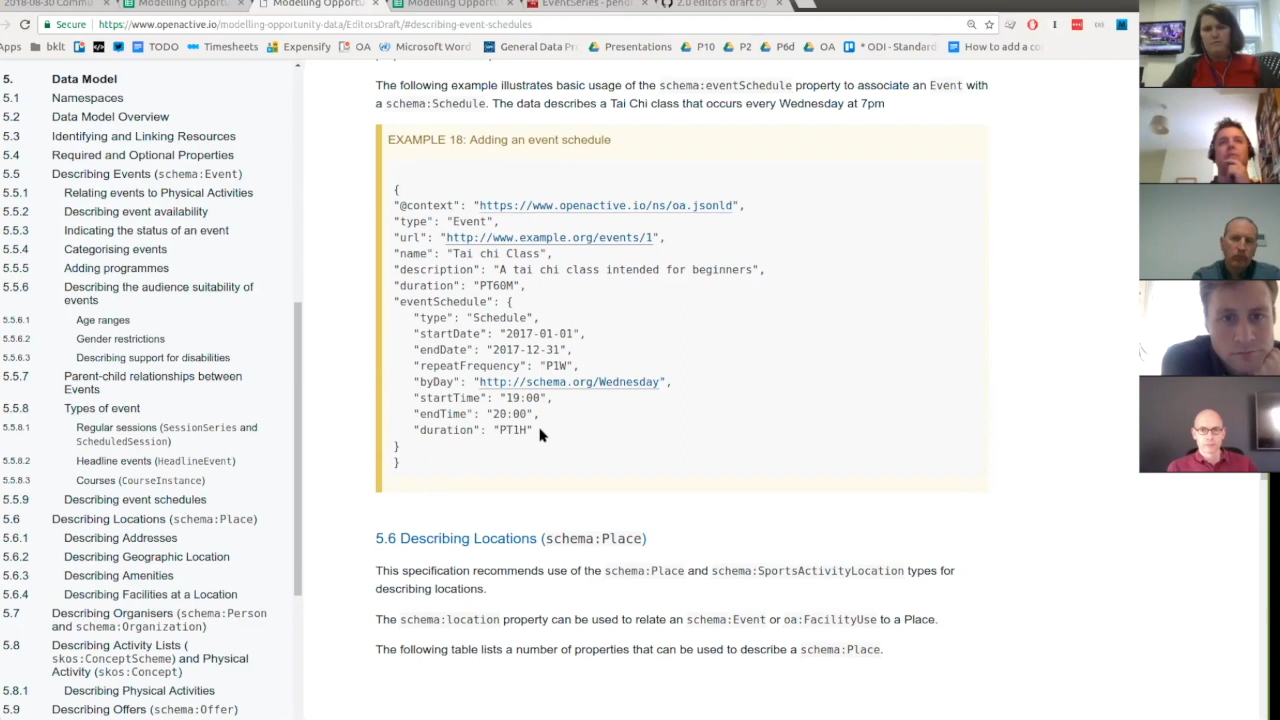 2018-08-30 Commu
Modelling Opportun
Modelling Opportu
Modelling Opportun
EventSeries - pend
2.0 editors draft by
Secure https://www.openactive.io/modelling-opportunity-data/EditorsDraft/#describing-event-sessions
Apps bklt TODO Timesheets Expensify OA Microsoft Word General Data Pr Presentations P10 P2 P6d OA * ODI - Standard How to add a co
5. Data Model
5.1 Namespaces
5.2 Data Model Overview
5.3 Identifying and Linking Resources
5.4 Required and Optional Properties
5.5 Describing Events (schema:Event)
5.5.1 Relating events to Physical Activities
5.5.2 Describing event availability
5.5.3 Indicating the status of an event
5.5.4 Categorising events
5.5.5 Adding programmes
5.5.6 Describing the audience suitability of
events
5.5.6.1 Age ranges
5.5.6.2 Gender restrictions
5.5.6.3 Describing support for disabilities
5.5.7 Parent-child relationships between
Events
5.5.8 Types of event
5.5.8.1 Regular sessions (SessionSeries and
ScheduledSession)
5.5.8.2 Headline events (HeadlineEvent)
5.5.8.3 Courses (CourseInstance)
5.5.9 Describing event schedules
5.6 Describing Locations (schema:Place)
5.6.1 Describing Addresses
5.6.2 Describing Geographic Location
5.6.3 Describing Amenities
5.6.4 Describing Facilities at a Location
5.7 Describing Organisers (schema:Person
and schema:Organization)
5.8 Describing Activity Lists (
skos:ConceptScheme) and Physical
Activity (skos:Concept)
5.8.1 Describing Physical Activities
5.9 Describing Offers (schema:Offer)
The following example illustrates basic usage of the schema:eventSchedule property to associate an Event with
a schema:Schedule. The data describes a Tai Chi class that occurs every Wednesday at 7pm
EXAMPLE 18: Adding an event schedule
{
"@context": "https://www.openactive.io/ns/oa.jsonld",
"type": "Event",
"url": "http://www.example.org/events/1",
"name": "Tai chi Class",
"description": "A tai chi class intended for beginners",
"duration": "PT60M",
"eventSchedule": {
"type": "Schedule",
"startDate": "2017-01-01",
"endDate": "2017-12-31",
"repeatFrequency": "P1W",
"byDay": "http://schema.org/Wednesday",
"startTime": "19:00",
"endTime": "20:00",
"duration": "PT1H"
}
}
5.6 Describing Locations (schema:Place)
This specification recommends use of the schema:Place and schema:SportsActivityLocation types for
describing locations.
The schema:location property can be used to relate an schema:Event or oa:FacilityUse to a Place.
The following table lists a number of properties that can be used to describe a schema:Place.